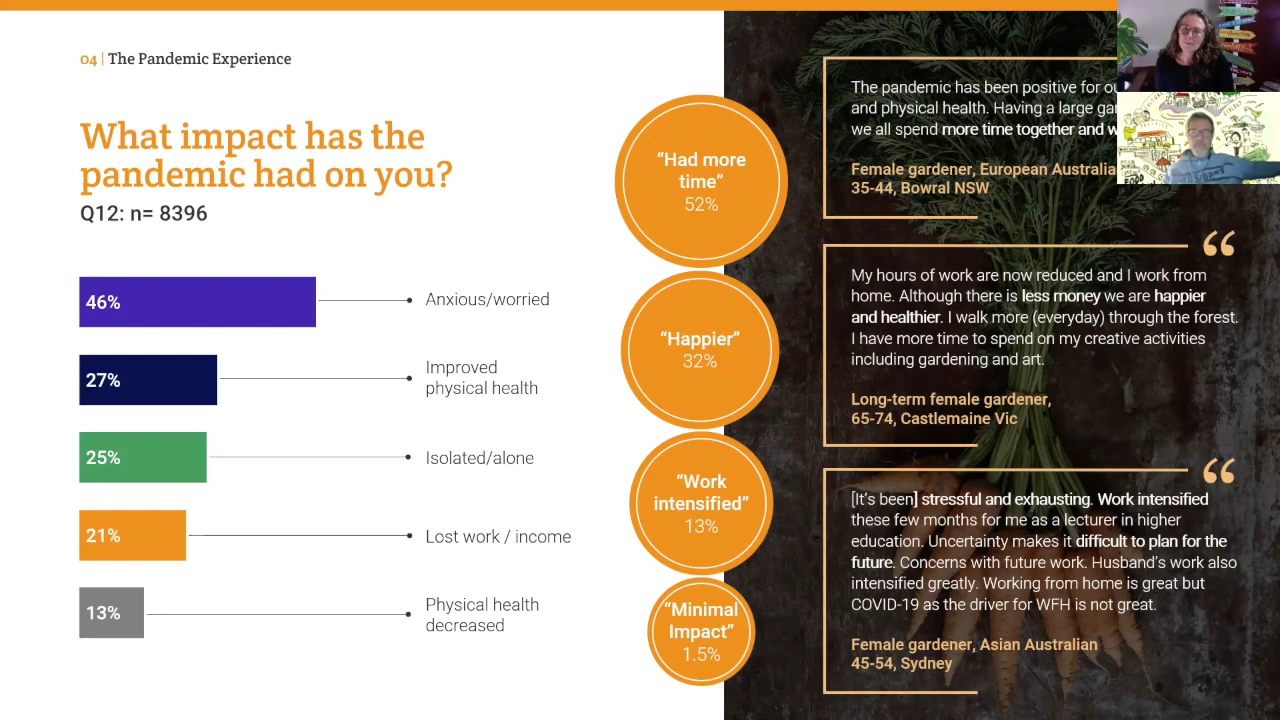 04 | The Pandemic Experience
What impact has the
pandemic had on you?
Q12: n= 8396
46%
Anxious/worried
27%
Improved
physical health
25%
Isolated/alone
21%
Lost work / income
13%
Physical health
decreased
“Had more
time”
52%
“Happier”
32%
“Work
intensified”
13%
“Minimal
Impact”
1.5%
The pandemic has been positive for
and physical health. Having a large
we all spend more time together and
Female gardener, European
35-44, Bowral NSW
“
My hours of work are now reduced and I work from
home. Although there is less money we are happier
and healthier. I walk more (everyday) through the forest.
I have more time to spend on my creative activities
including gardening and art.
Long-term female gardener,
65-74, Castlemaine Vic
“
[It’s been] stressful and exhausting. Work intensified
these few months for me as a lecturer in higher
education. Uncertainty makes it difficult to plan for the
future. Concerns with future work. Husband’s work also
intensified greatly. Working from home is great but
COVID-19 as the driver for WFH is not great.
Female gardener, Asian Australian
45-54, Sydney